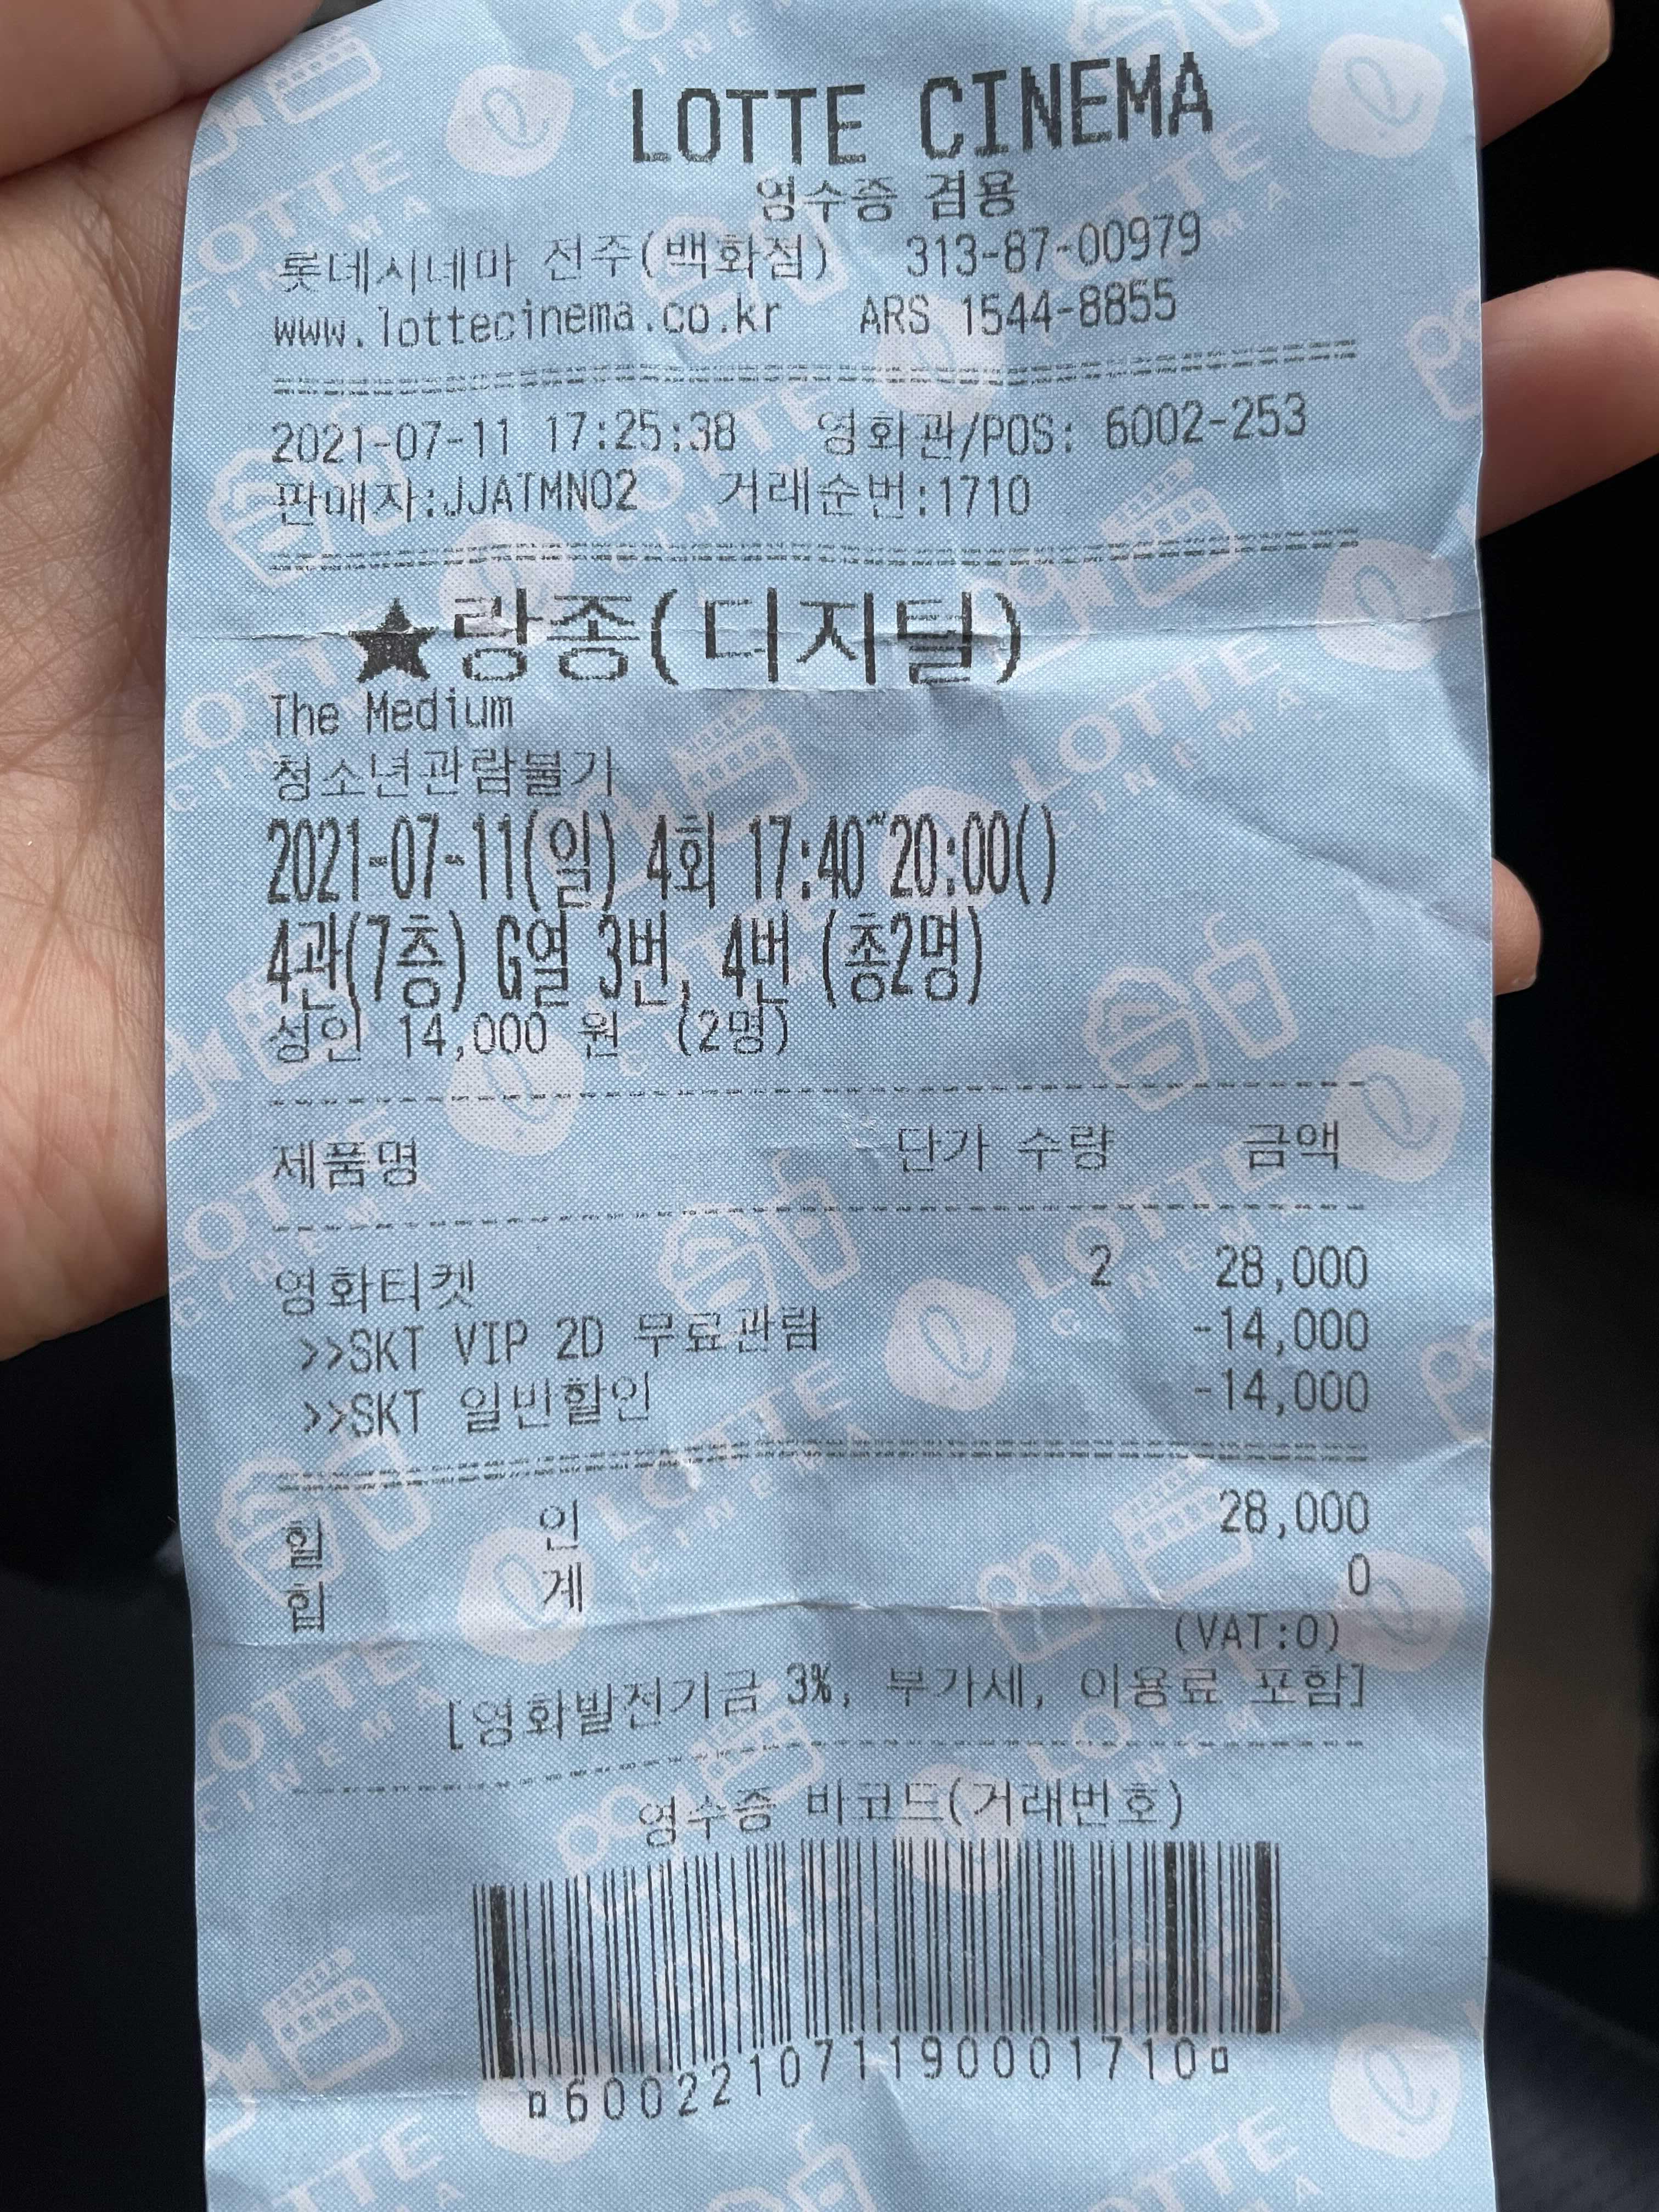 LOTTE CINEMA
영수증 겸용
롯데시네마 전주(백화점) 313-87-00979
www.lottecinema.co.kr ARS 1544-8855
2021-07-11 17:25:38 영화관/POS: 6002-253
판매자:JJATMN02 거래순번:1710
★랑종(디지털)
The Medium
청소년관람불가
2021-07-11(일) 4회 17:40~20:00()
4관(7층) G열 3번, 4번 (총2명)
성인 14,000 원 (2명)
제품명 단가 수량 금액
영화티켓 2 28,000
>>SKT VIP 2D 무료관람 -14,000
>>SKT 일반할인 -14,000
할 인 28,000
합 계 0
(VAT:0)
[영화발전기금 3%, 부가세, 이용료 포함]
영수증 바코드(거래번호)
600221071190001710